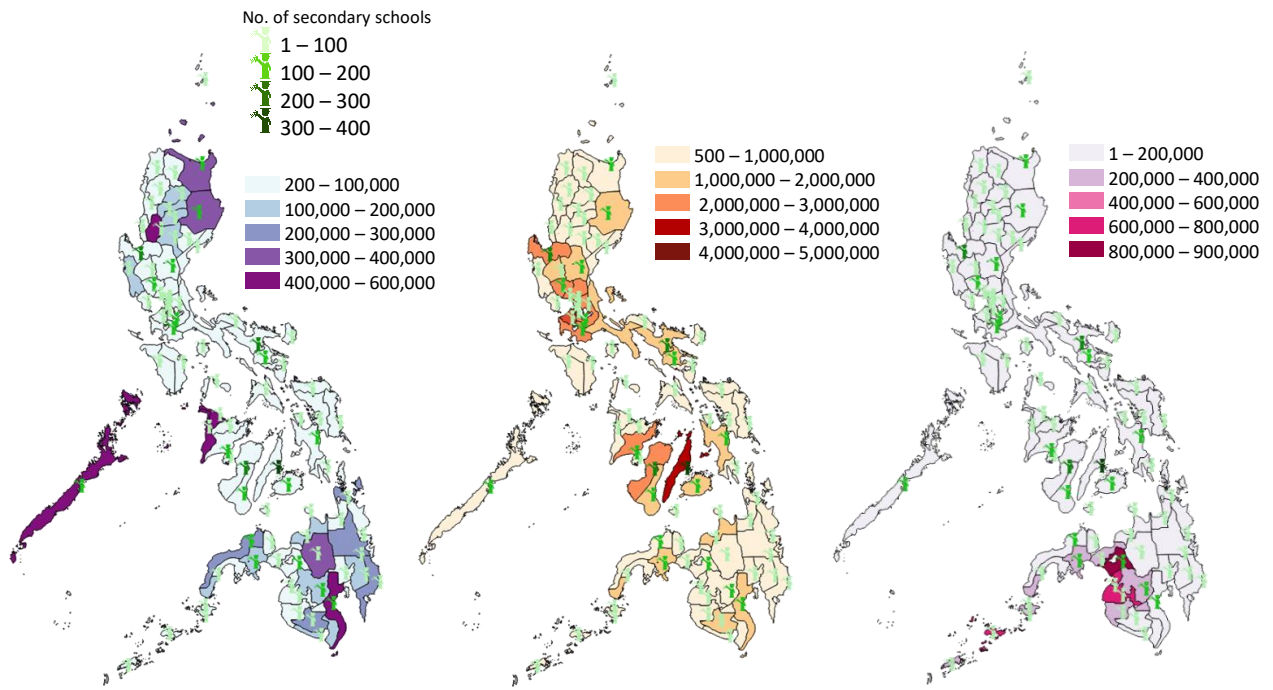 No. of secondary schools
1 – 100
100 – 200
200 – 300
300 – 400
200 – 100,000
100,000 – 200,000
200,000 – 300,000
300,000 – 400,000
400,000 – 600,000
500 – 1,000,000
1,000,000 – 2,000,000
2,000,000 – 3,000,000
3,000,000 – 4,000,000
4,000,000 – 5,000,000
1 – 200,000
200,000 – 400,000
400,000 – 600,000
600,000 – 800,000
800,000 – 900,000